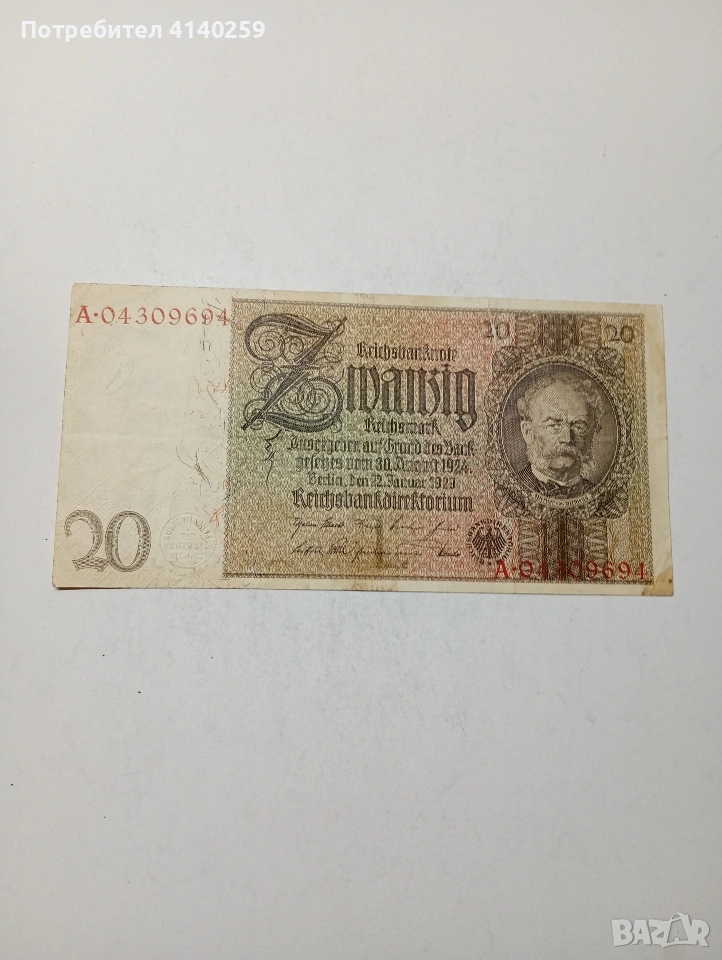 Потребител 4140259
A·04309694
20 20
Reichsbanknote
Zwanzig
Reichsmark
Ausgegeben auf Grund des Bank
gesetzes vom 30. August 1924
Berlin, den 22. Januar 1929
Reichsbankdirektorium
20
A·04309694
BAZAR